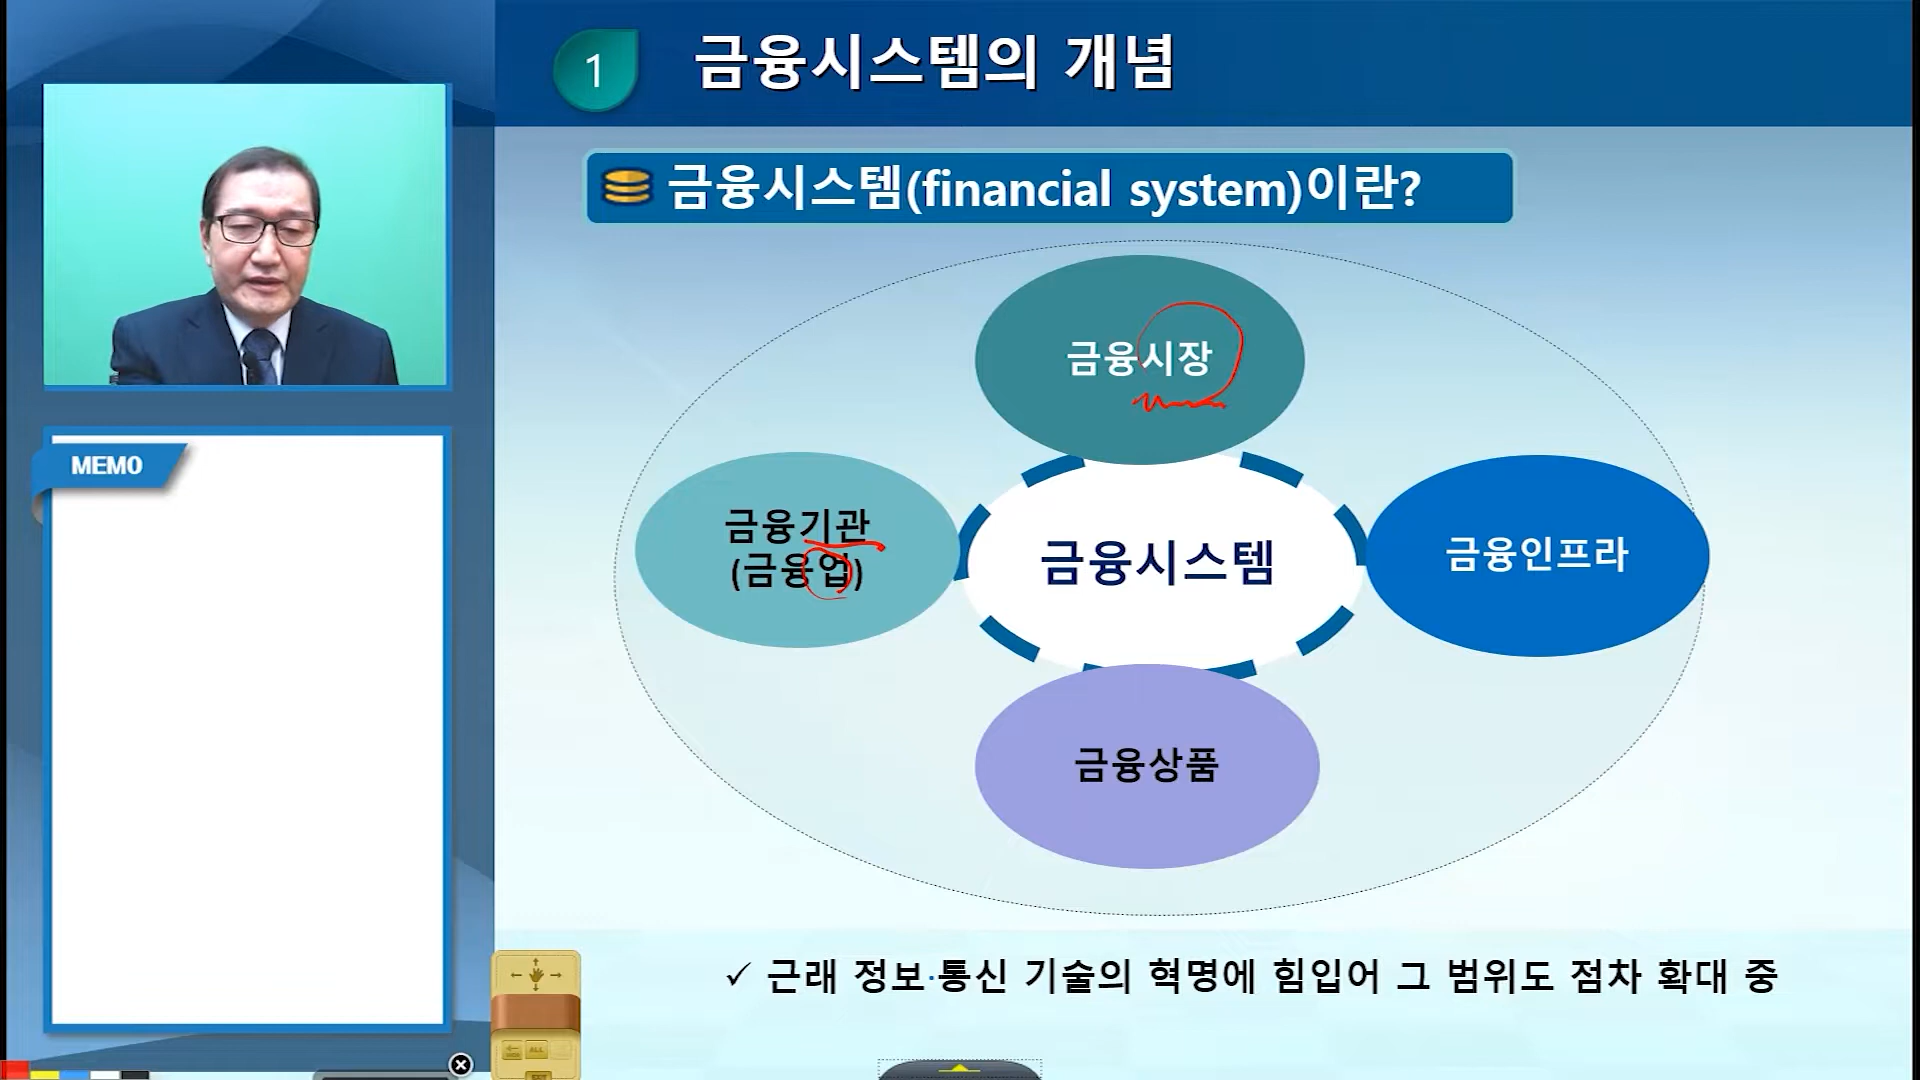 1
금융시스템의 개념
금융시스템(financial system)이란?
금융시장
금융기관
(금융업)
금융시스템
금융인프라
금융상품
✓ 근래 정보·통신 기술의 혁명에 힘입어 그 범위도 점차 확대 중
MEMO
ALL
EXIT